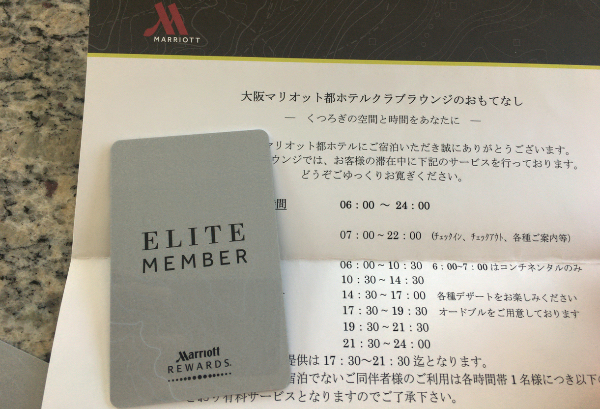 MARRIOTT
大阪マリオット都ホテルクラブラウンジのおもてなし
― くつろぎの空間と時間をあなたに ―
マリオット都ホテルにご宿泊いただき誠にありがとうございます。
ウンジでは、お客様の滞在中に下記のサービスを行っております。
どうぞごゆっくりお寛ぎください。
間 06:00 ～ 24:00
07:00～22:00 (ﾁｪｯｸｲﾝ、ﾁｪｯｸｱｳﾄ、各種ご案内等)
06:00～10:30 6:00-7:00はコンチネンタルのみ
10:30～14:30
14:30～17:00 各種デザートをお楽しみください
17:30～19:30 オードブルをご用意しております
19:30～21:30
21:30～24:00
提供は 17:30～21:30 迄となります。
宿泊でないご同伴者様のご利用は各時間帯 1 名様につき以下の
有料サービスとなりますのでご了承下さい。
ELITE
MEMBER
Marriott
REWARDS.